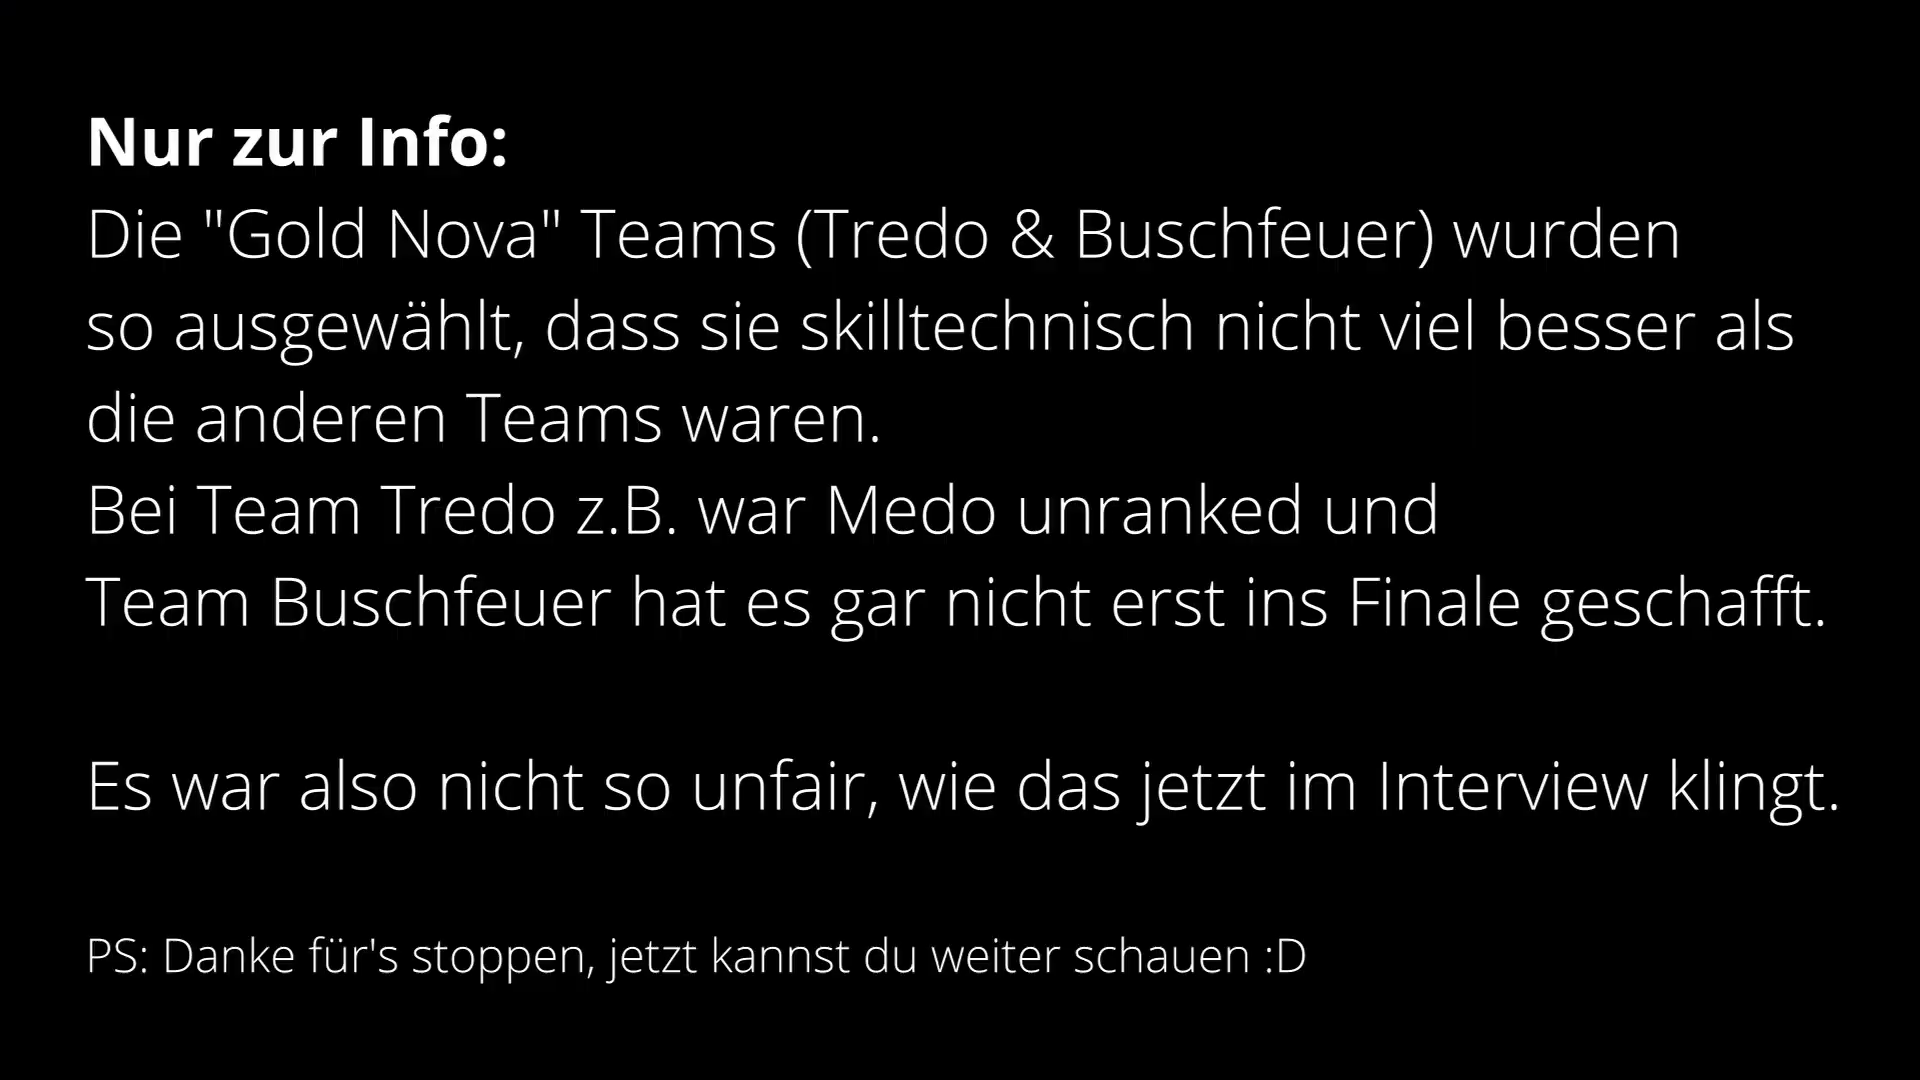 Nur zur Info:
Die "Gold Nova" Teams (Tredo & Buschfeuer) wurden
so ausgewählt, dass sie skilltechnisch nicht viel besser als
die anderen Teams waren.
Bei Team Tredo z.B. war Medo unranked und
Team Buschfeuer hat es gar nicht erst ins Finale geschafft.
Es war also nicht so unfair, wie das jetzt im Interview klingt.
PS: Danke für's stoppen, jetzt kannst du weiter schauen :D